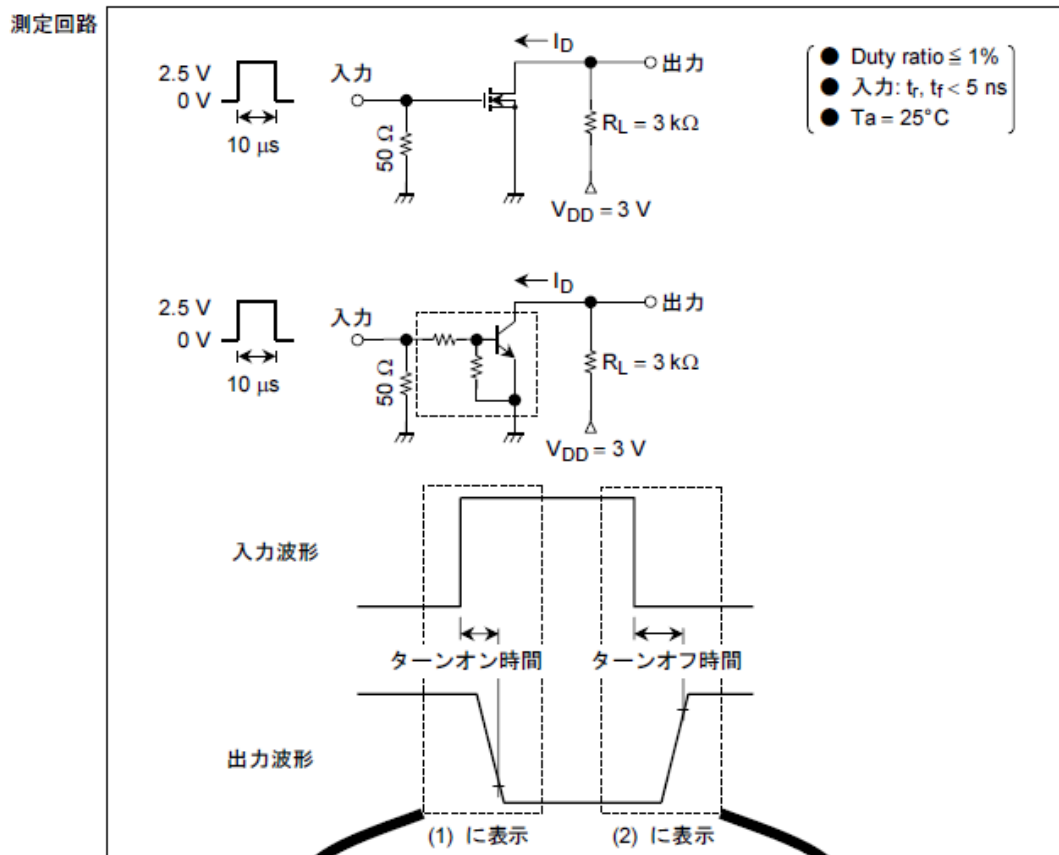 測定回路
2.5 V
0 V
10 μs
入力
50 Ω
I_D
出力
R_L = 3 kΩ
V_DD = 3 V
● Duty ratio ≦ 1%
● 入力: t_r, t_f < 5 ns
● Ta = 25°C
2.5 V
0 V
10 μs
入力
50 Ω
I_D
出力
R_L = 3 kΩ
V_DD = 3 V
入力波形
ターンオン時間
ターンオフ時間
出力波形
(1) に表示
(2) に表示